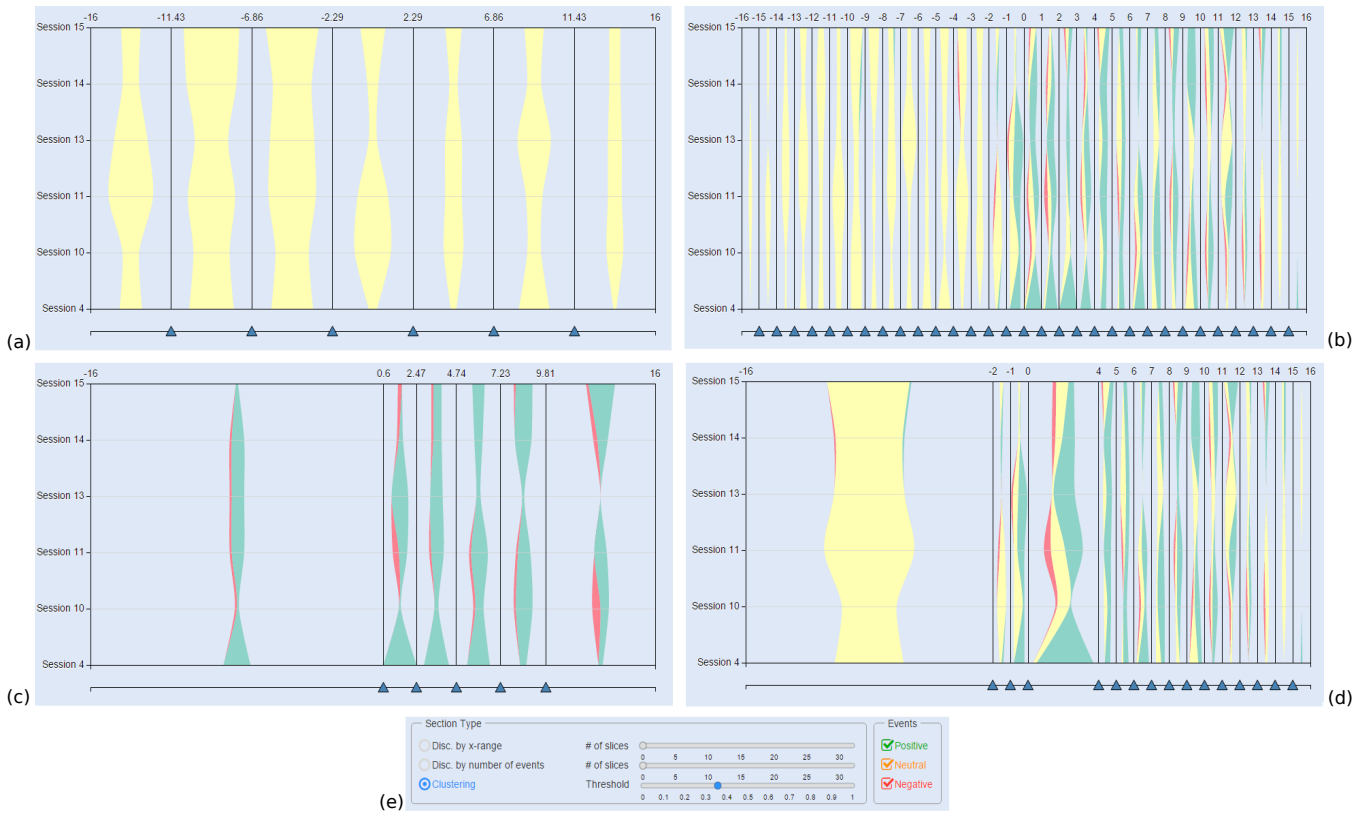 -16 -11.43 -6.86 -2.29 2.29 6.86 11.43 16
Session 15
Session 14
Session 13
Session 11
Session 10
Session 4
(a)
-16 -15 -14 -13 -12 -11 -10 -9 -8 -7 -6 -5 -4 -3 -2 -1 0 1 2 3 4 5 6 7 8 9 10 11 12 13 14 15 16
Session 15
Session 14
Session 13
Session 11
Session 10
Session 4
(b)
-16 0.6 2.47 4.74 7.23 9.81 16
Session 15
Session 14
Session 13
Session 11
Session 10
Session 4
(c)
-16 -2 -1 0 4 5 6 7 8 9 10 11 12 13 14 15 16
Session 15
Session 14
Session 13
Session 11
Session 10
Session 4
(d)
Section Type
Disc. by x-range # of slices
0 5 10 15 20 25 30
Disc. by number of events # of slices
0 5 10 15 20 25 30
Clustering Threshold
0 0.1 0.2 0.3 0.4 0.5 0.6 0.7 0.8 0.9 1
Events
Positive
Neutral
Negative
(e)